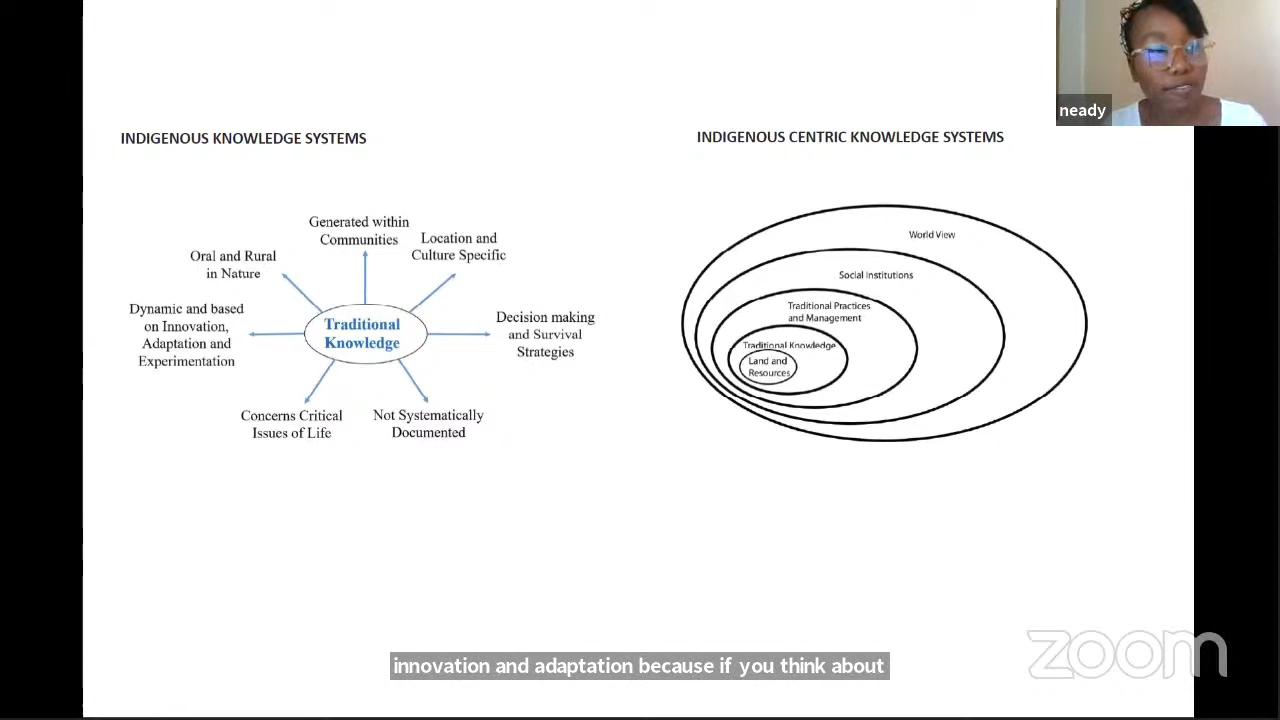 neady
INDIGENOUS KNOWLEDGE SYSTEMS
INDIGENOUS CENTRIC KNOWLEDGE SYSTEMS
Generated within
Communities
Location and
Culture Specific
Oral and Rural
in Nature
Dynamic and based
on Innovation,
Adaptation and
Experimentation
Traditional
Knowledge
Decision making
and Survival
Strategies
Concerns Critical
Issues of Life
Not Systematically
Documented
World View
Social Institutions
Traditional Practices
and Management
Traditional Knowledge
Land and
Resources
innovation and adaptation because if you think about
zoom